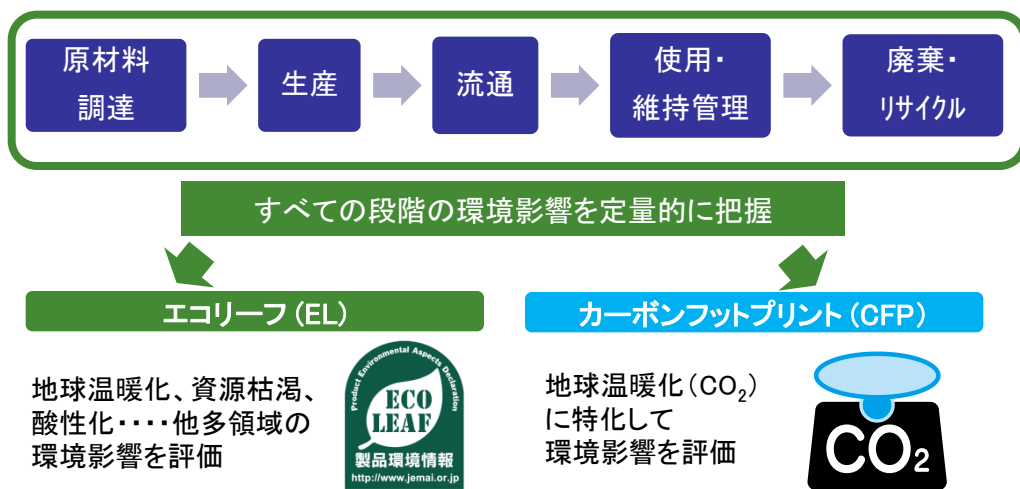 原材料
調達
生産
流通
使用・
維持管理
廃棄・
ﾘｻｲｸﾙ
すべての段階の環境影響を定量的に把握
エコリーフ(EL)
カーボンフットプリント(CFP)
地球温暖化、資源枯渇、
酸性化・・・・他多領域の
環境影響を評価
Product Environmental Aspects Declaration
ECO
LEAF
製品環境情報
http://www.jemai.or.jp
地球温暖化(CO₂)
に特化して
環境影響を評価
CO₂